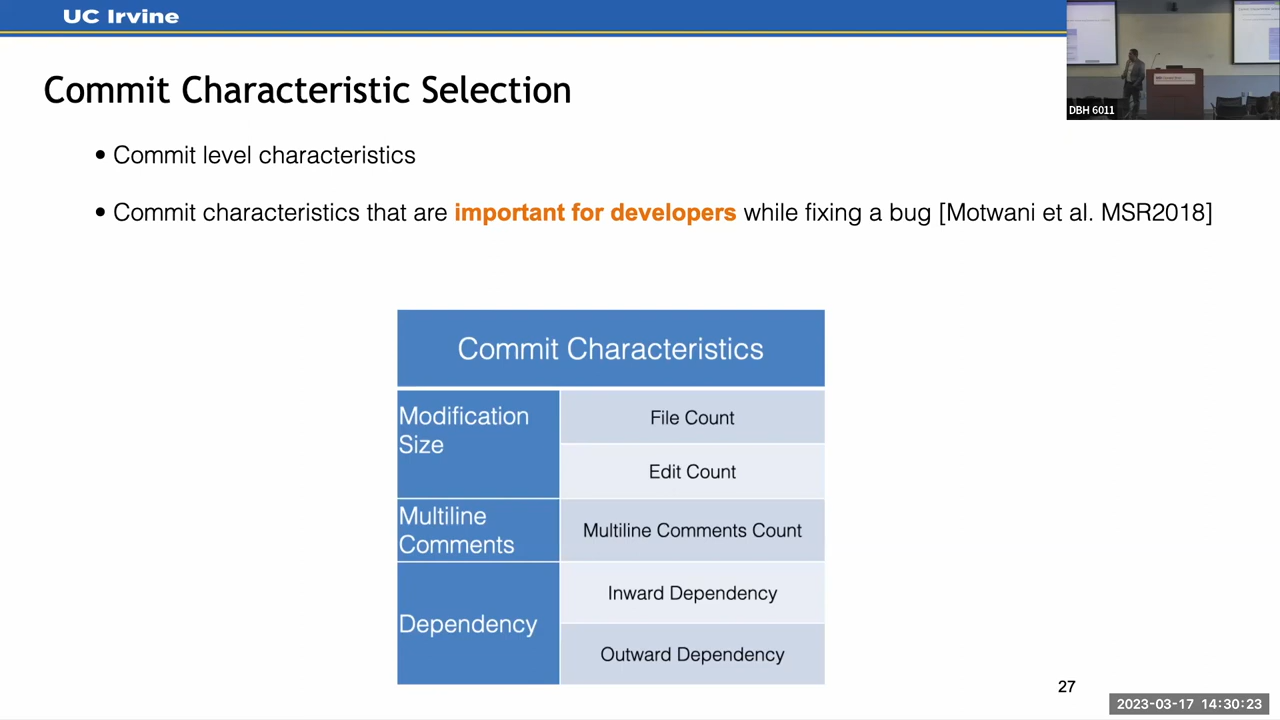 UC Irvine
DBH 6011
Commit Characteristic Selection
• Commit level characteristics
• Commit characteristics that are important for developers while fixing a bug [Motwani et al. MSR2018]
Commit Characteristics
Modification
Size
File Count
Edit Count
Multiline
Comments
Multiline Comments Count
Dependency
Inward Dependency
Outward Dependency
27
2023-03-17 14:30:23